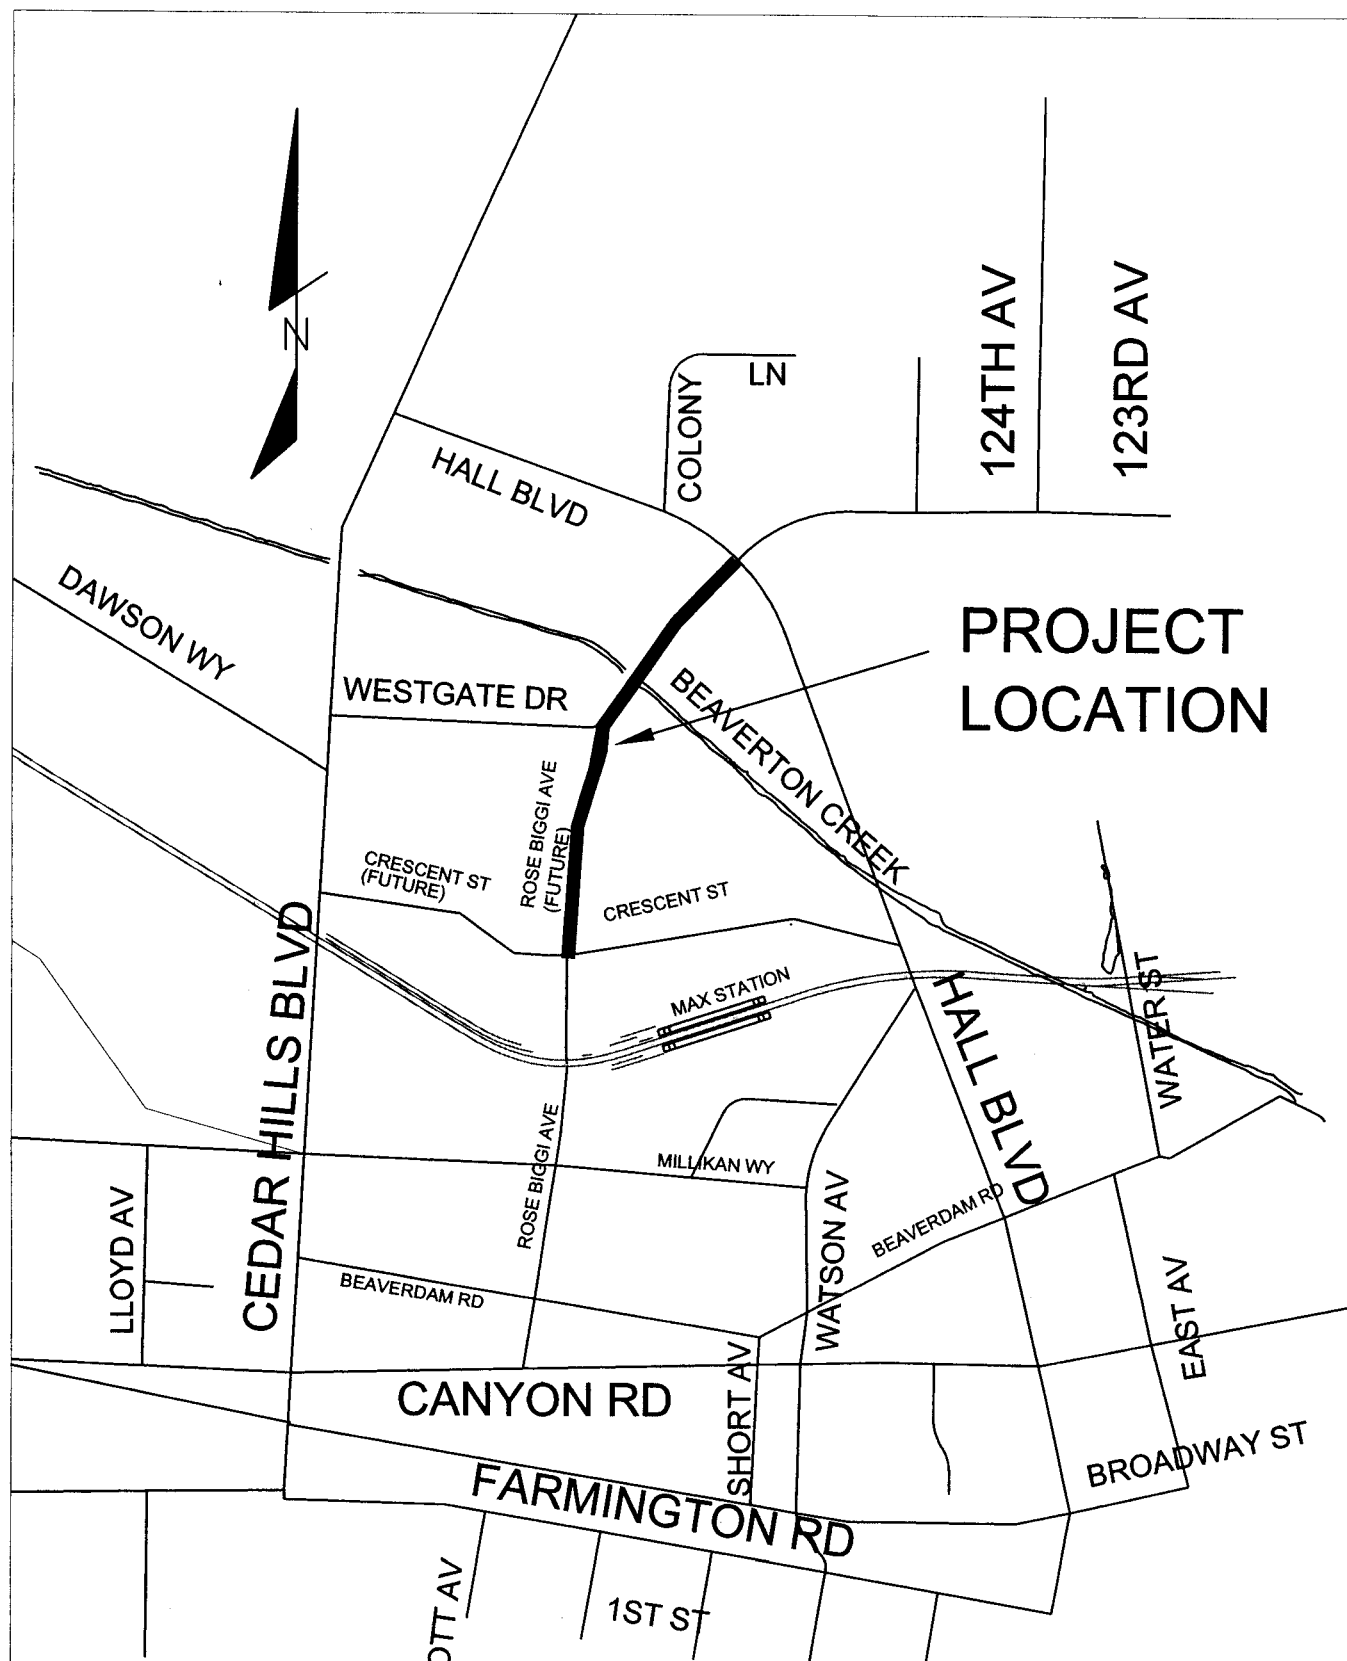 N
124TH AV
123RD AV
COLONY
LN
HALL BLVD
DAWSON WY
WESTGATE DR
BEAVERTON CREEK
PROJECT
LOCATION
ROSE BIGGI AVE
(FUTURE)
CRESCENT ST
(FUTURE)
CRESCENT ST
MAX STATION
CEDAR HILLS BLVD
HALL BLVD
WATER ST
ROSE BIGGI AVE
MILLIKAN WY
LLOYD AV
WATSON AV
BEAVERDAM RD
BEAVERDAM RD
EAST AV
CANYON RD
SHORT AV
BROADWAY ST
FARMINGTON RD
OTT AV
1ST ST